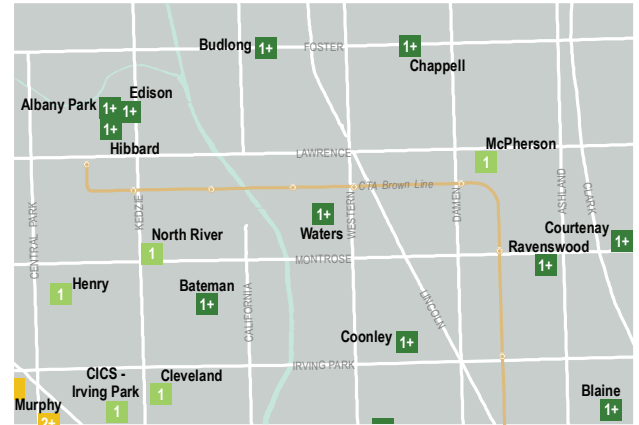 Budlong 1+
FOSTER
1+
Chappell
Edison
Albany Park 1+ 1+
1+
Hibbard
McPherson
LAWRENCE
1
CTA Brown Line
CENTRAL PARK
KEDZIE
CALIFORNIA
WESTERN
LINCOLN
DAMEN
ASHLAND
CLARK
1+
Waters
North River
1
MONTROSE
Courtenay
1+
Ravenswood
1+
Henry
1
Bateman
1+
Coonley 1+
IRVING PARK
CICS -
Irving Park
1
Cleveland
1
Murphy
2+
Blaine
1+